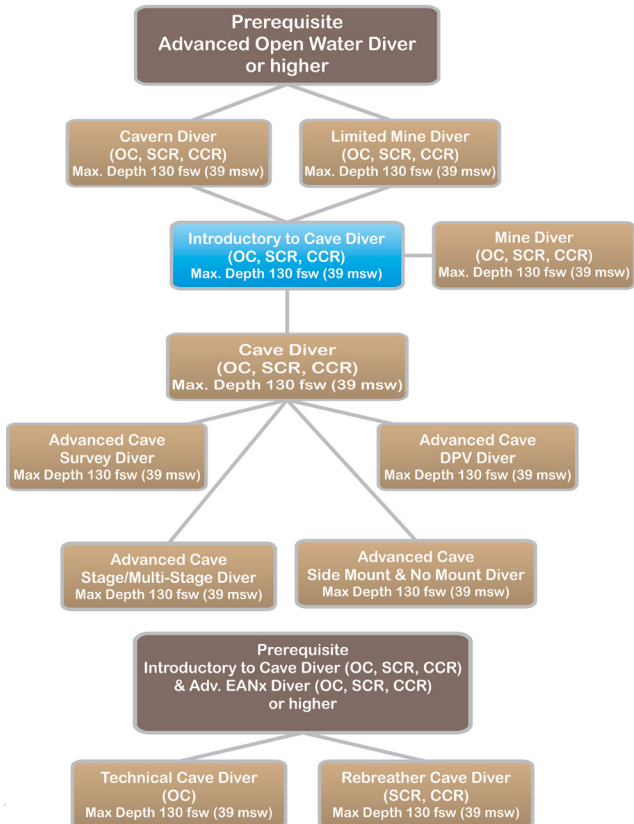 Prerequisite
Advanced Open Water Diver
or higher
Cavern Diver
(OC, SCR, CCR)
Max. Depth 130 fsw (39 msw)
Limited Mine Diver
(OC, SCR, CCR)
Max. Depth 130 fsw (39 msw)
Introductory to Cave Diver
(OC, SCR, CCR)
Max. Depth 130 fsw (39 msw)
Mine Diver
(OC, SCR, CCR)
Max. Depth 130 fsw (39 msw)
Cave Diver
(OC, SCR, CCR)
Max. Depth 130 fsw (39 msw)
Advanced Cave
Survey Diver
Max Depth 130 fsw (39 msw)
Advanced Cave
DPV Diver
Max Depth 130 fsw (39 msw)
Advanced Cave
Stage/Multi-Stage Diver
Max Depth 130 fsw (39 msw)
Advanced Cave
Side Mount & No Mount Diver
Max Depth 130 fsw (39 msw)
Prerequisite
Introductory to Cave Diver (OC, SCR, CCR)
& Adv. EANx Diver (OC, SCR, CCR)
or higher
Technical Cave Diver
(OC)
Max Depth 130 fsw (39 msw)
Rebreather Cave Diver
(SCR, CCR)
Max Depth 130 fsw (39 msw)